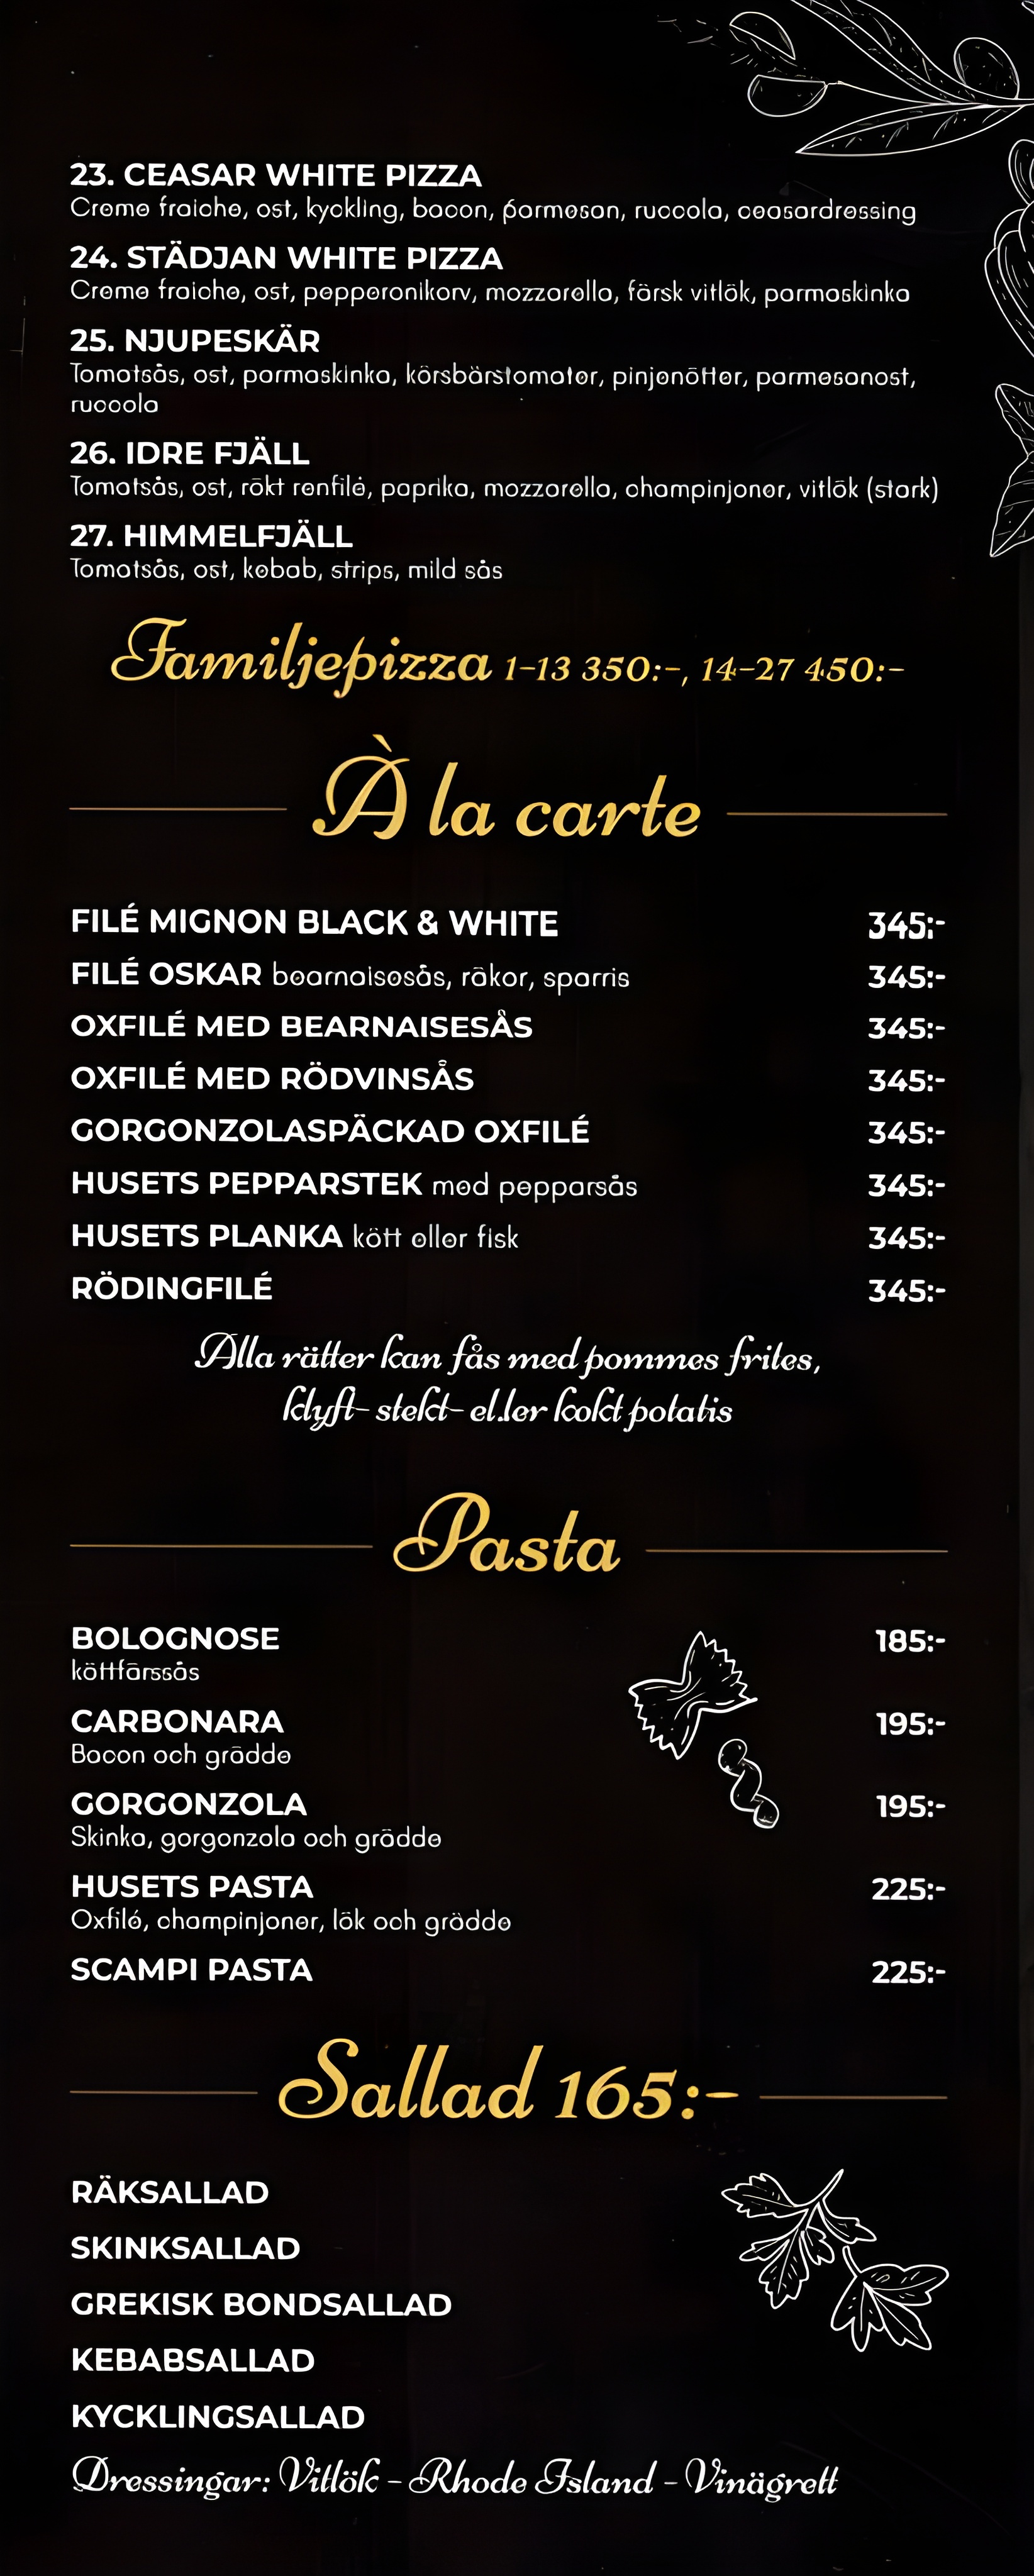 23. CEASAR WHITE PIZZA
Creme fraiche, ost, kyckling, bacon, parmesan, ruccola, ceasardressing
24. STÄDJAN WHITE PIZZA
Creme fraiche, ost, pepperonikorv, mozzarella, färsk vitlök, parmaskinka
25. NJUPESKÄR
Tomatsås, ost, parmaskinka, körsbärstomater, pinjenötter, parmesanost,
ruccola
26. IDRE FJÄLL
Tomatsås, ost, rökt renfilé, paprika, mozzarella, champinjoner, vitlök (stark)
27. HIMMELFJÄLL
Tomatsås, ost, kebab, strips, mild sås
Familjepizza 1-13 350:-, 14-27 450:-
À la carte
FILÉ MIGNON BLACK & WHITE 345:-
FILÉ OSKAR bearnaisesås, räkor, sparris 345:-
OXFILÉ MED BEARNAISESÅS 345:-
OXFILÉ MED RÖDVINSÅS 345:-
GORGONZOLASPÄCKAD OXFILÉ 345:-
HUSETS PEPPARSTEK med pepparsås 345:-
HUSETS PLANKA kött eller fisk 345:-
RÖDINGFILÉ 345:-
Alla rätter kan fås med pommes frites,
klyft- stekt- eller kokt potatis
Pasta
BOLOGNOSE 185:-
köttfärssås
CARBONARA 195:-
Bacon och grädde
GORGONZOLA 195:-
Skinka, gorgonzola och grädde
HUSETS PASTA 225:-
Oxfilé, champinjoner, lök och grädde
SCAMPI PASTA 225:-
Sallad 165:-
RÄKSALLAD
SKINKSALLAD
GREKISK BONDSALLAD
KEBABSALLAD
KYCKLINGSALLAD
Dressingar: Vitlök - Rhode Island - Vinägrett